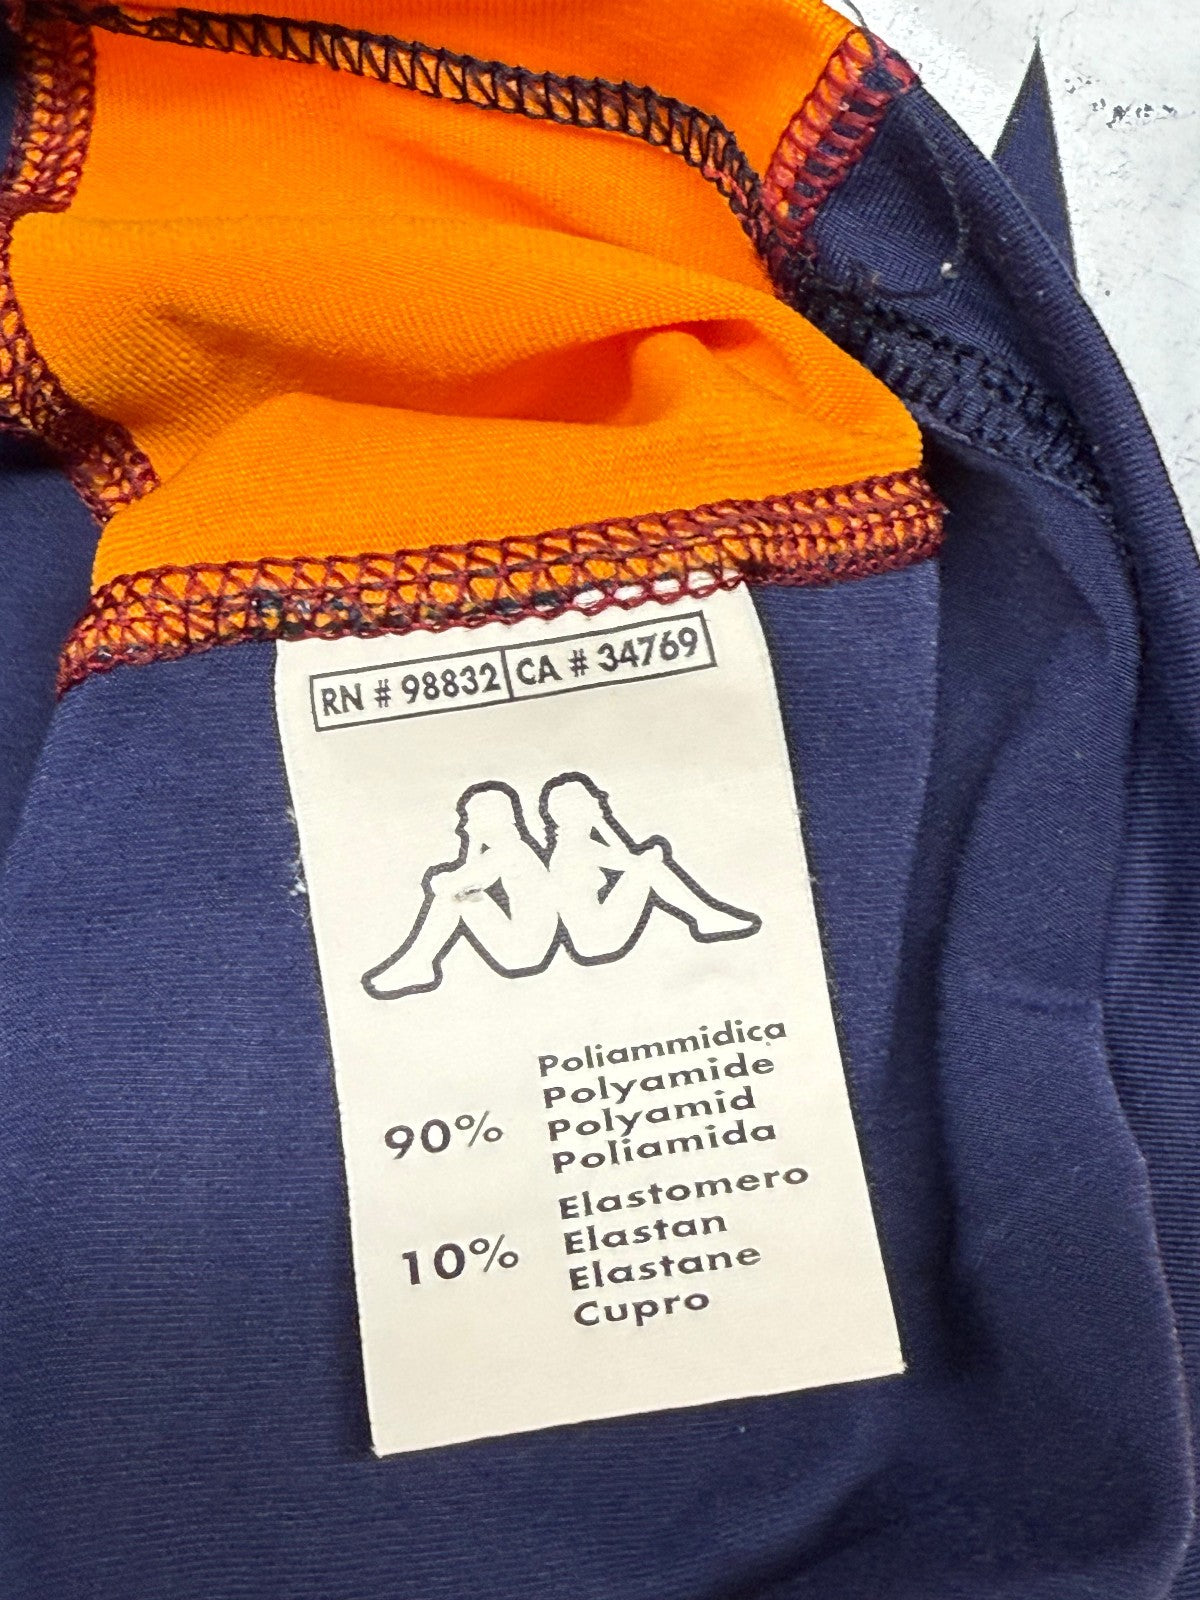 RN # 98832 CA # 34769
Poliammidica
Polyamide
90% Polyamid
Poliamida
Elastomero
10% Elastan
Elastane
Cupro